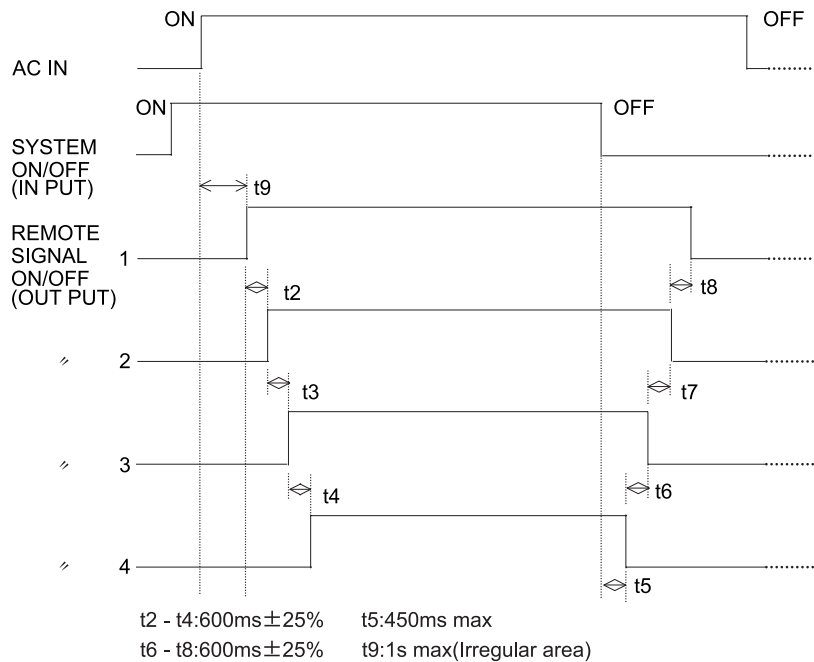 ON OFF
AC IN
ON OFF
SYSTEM
ON/OFF
(IN PUT)
t9
REMOTE
SIGNAL 1
ON/OFF
(OUT PUT)
t2 t8
〃 2
t3 t7
〃 3
t4 t6
〃 4
t5
t2 - t4:600ms±25% t5:450ms max
t6 - t8:600ms±25% t9:1s max(Irregular area)